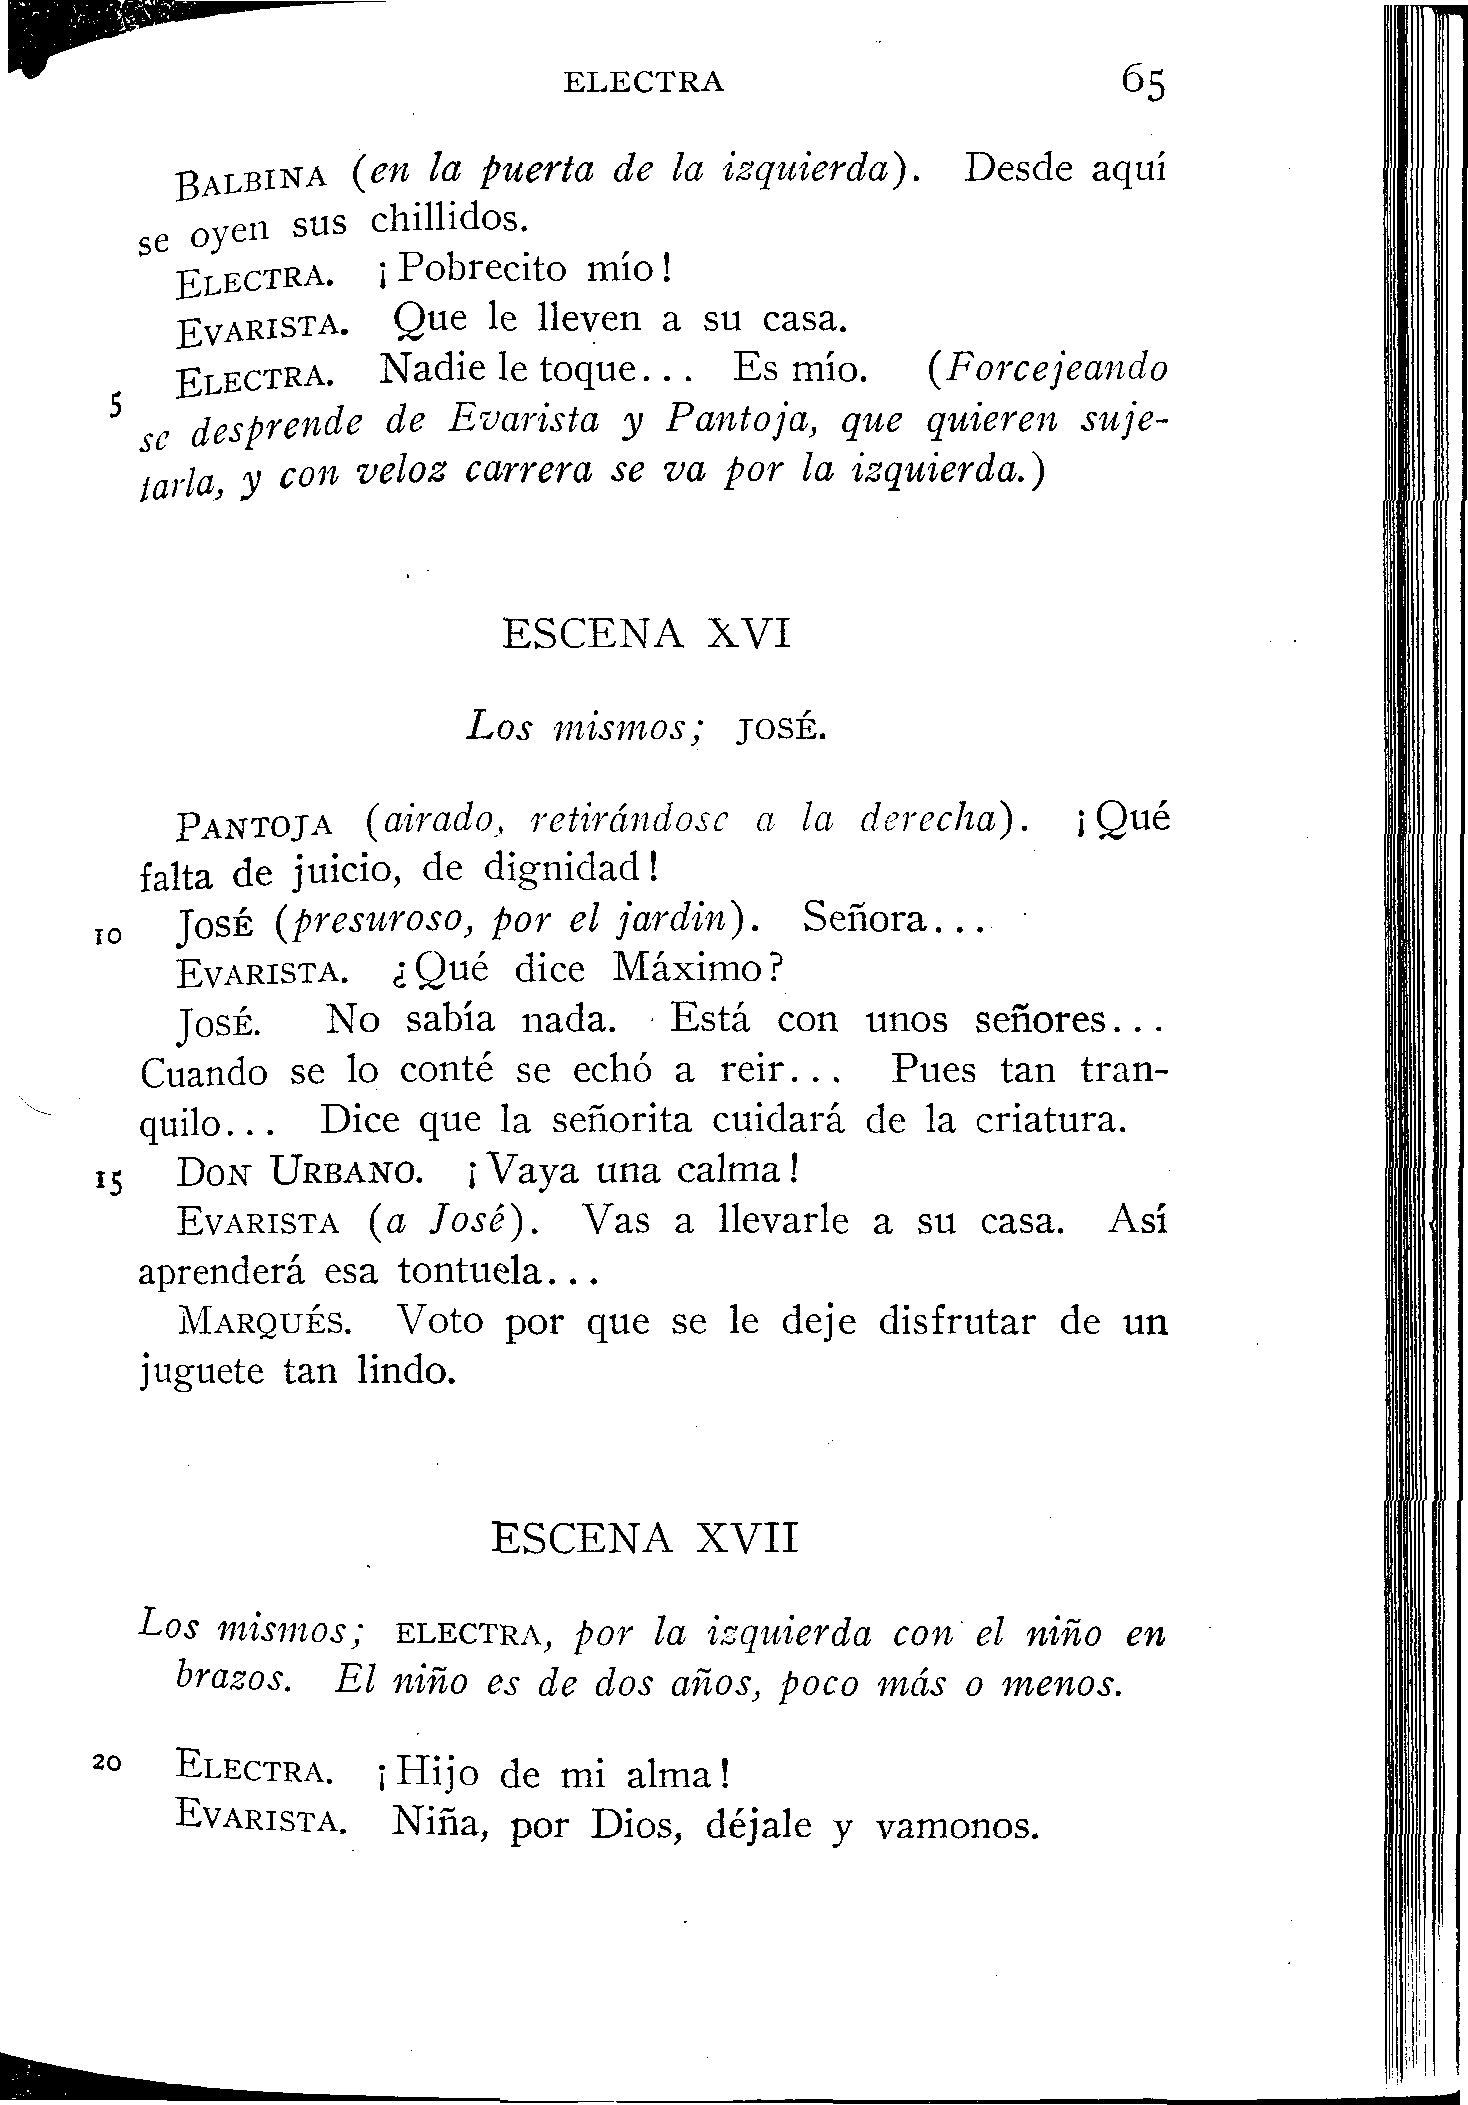 ELECTRA 65
BALBINA (en la puerta de la izquierda). Desde aquí
se oyen sus chillidos.
ELECTRA. ¡Pobrecito mío!
EVARISTA. Que le lleven a su casa.
5 ELECTRA. Nadie le toque... Es mío. (Forcejeando
se desprende de Evarista y Pantoja, que quieren suje-
tarla, y con veloz carrera se va por la izquierda.)
ESCENA XVI
Los mismos; JOSÉ.
PANTOJA (airado, retirándose a la derecha). ¡Qué
falta de juicio, de dignidad!
10 JOSÉ (presuroso, por el jardin). Señora...
EVARISTA. ¿Qué dice Máximo?
JOSÉ. No sabía nada. Está con unos señores...
Cuando se lo conté se echó a reir... Pues tan tran-
quilo... Dice que la señorita cuidará de la criatura.
15 DON URBANO. ¡Vaya una calma!
EVARISTA (a José). Vas a llevarle a su casa. Así
aprenderá esa tontuela...
MARQUÉS. Voto por que se le deje disfrutar de un
juguete tan lindo.
ESCENA XVII
Los mismos; ELECTRA, por la izquierda con el niño en
brazos. El niño es de dos años, poco más o menos.
20 ELECTRA. ¡Hijo de mi alma!
EVARISTA. Niña, por Dios, déjale y vamonos.